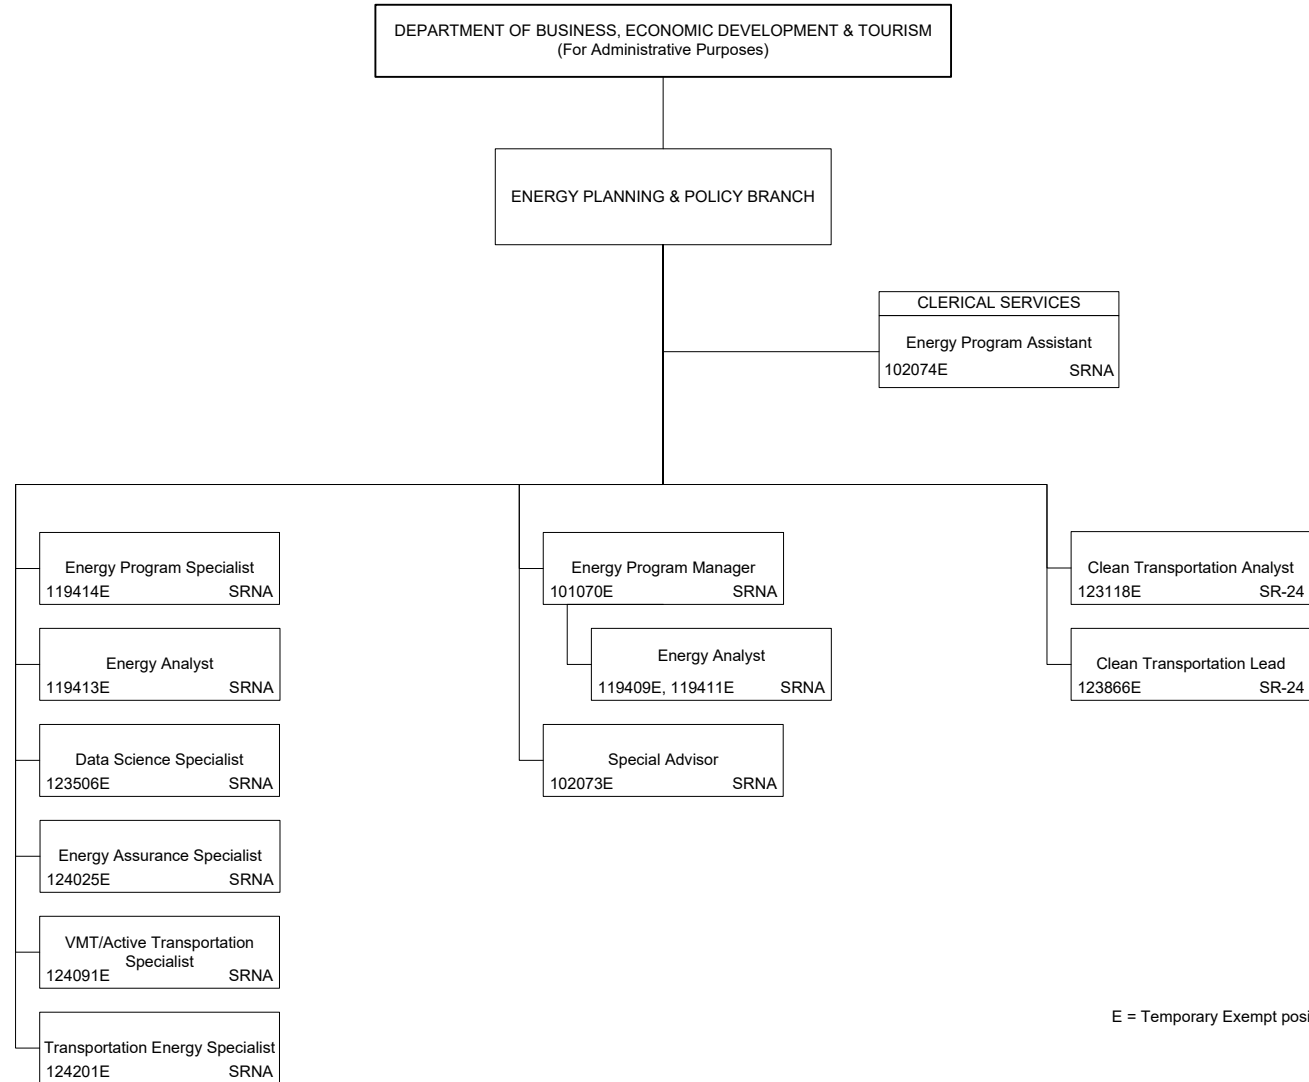 DEPARTMENT OF BUSINESS, ECONOMIC DEVELOPMENT & TOURISM
(For Administrative Purposes)
ENERGY PLANNING & POLICY BRANCH
CLERICAL SERVICES
Energy Program Assistant
102074E SRNA
Energy Program Specialist
119414E SRNA
Energy Analyst
119413E SRNA
Data Science Specialist
123506E SRNA
Energy Assurance Specialist
124025E SRNA
VMT/Active Transportation
Specialist
124091E SRNA
Transportation Energy Specialist
124201E SRNA
Energy Program Manager
101070E SRNA
Energy Analyst
119409E, 119411E SRNA
Special Advisor
102073E SRNA
Clean Transportation Analyst
123118E SR-24
Clean Transportation Lead
123866E SR-24
E = Temporary Exempt posi